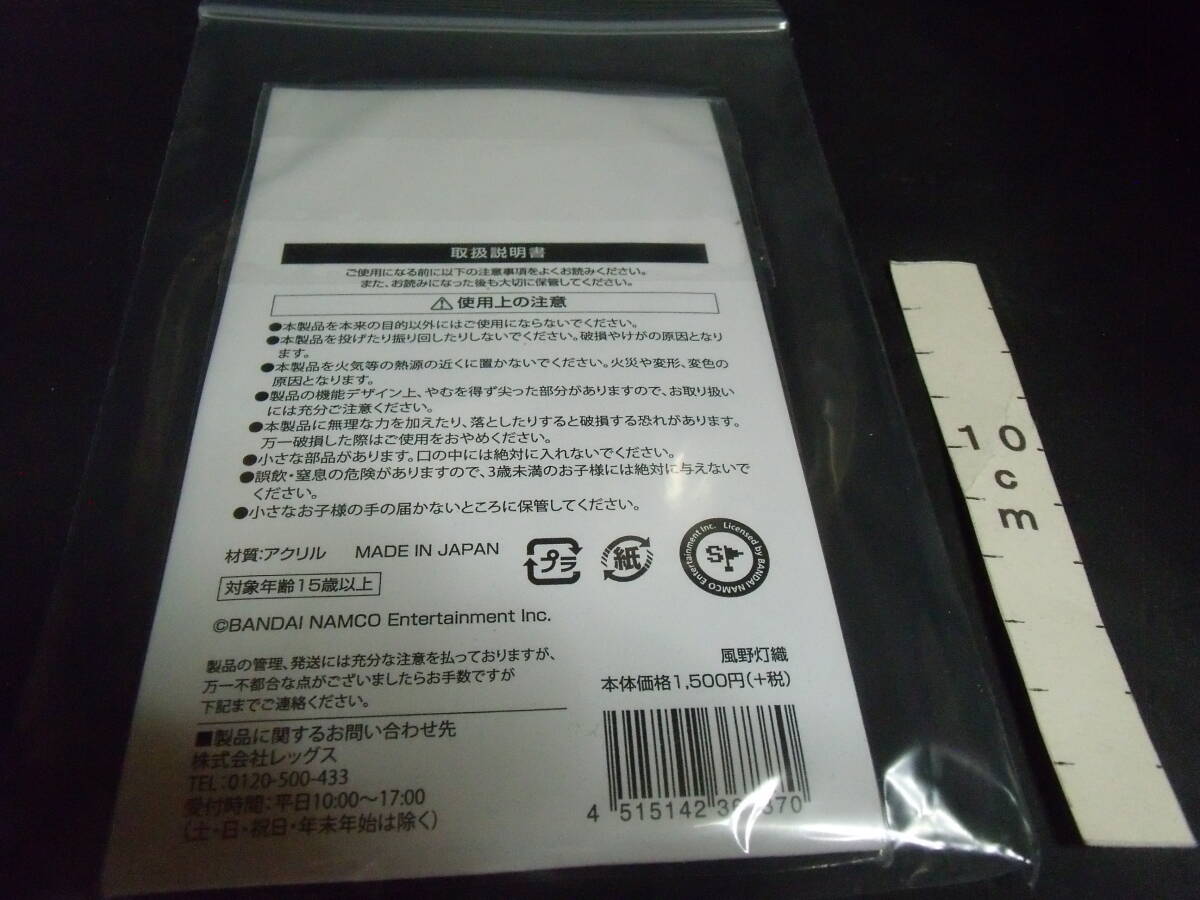 取扱説明書
ご使用になる前に以下の注意事項をよくお読みください。
また、お読みになった後も大切に保管してください。
⚠使用上の注意
●本製品を本来の目的以外にはご使用にならないでください。
●本製品を投げたり振り回したりしないでください。破損やけがの原因となり
ます。
●本製品を火気等の熱源の近くに置かないでください。火災や変形、変色の
原因となります。
●製品の機能デザイン上、やむを得ず尖った部分がありますので、お取り扱い
には充分ご注意ください。
●本製品に無理な力を加えたり、落としたりすると破損する恐れがあります。
万一破損した際はご使用をおやめください。
●小さな部品があります。口の中には絶対に入れないでください。
●誤飲・窒息の危険がありますので、3歳未満のお子様には絶対に与えないで
ください。
●小さなお子様の手の届かないところに保管してください。
材質:アクリル MADE IN JAPAN
プラ
紙
Licensed by BANDAI NAMCO Entertainment Inc.
対象年齢15歳以上
©BANDAI NAMCO Entertainment Inc.
製品の管理、発送には充分な注意を払っておりますが、
万一不都合な点がございましたらお手数ですが
下記までご連絡ください。
風野灯織
本体価格1,500円(+税)
■製品に関するお問い合わせ先
株式会社レッグス
TEL:0120-500-433
受付時間:平日10:00～17:00
(土・日・祝日・年末年始は除く)
4 515142
10
cm